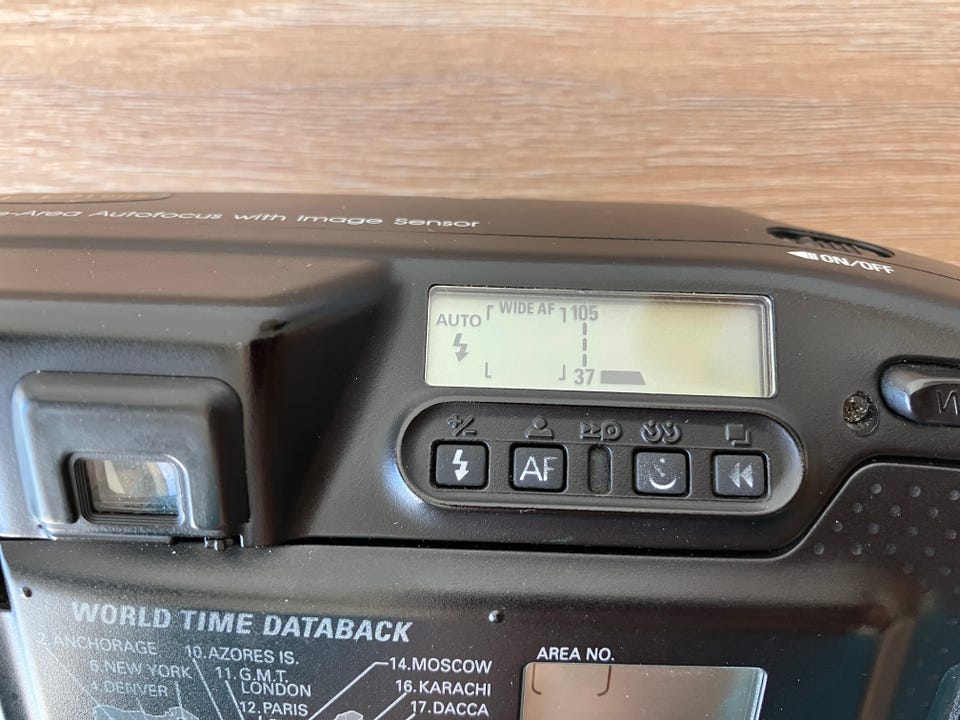 Autofocus with Image Sensor
ON/OFF
WIDE AF 105
AUTO
37
AF
WORLD TIME DATABACK
2.ANCHORAGE 10.AZORES IS.
6.NEW YORK 11.G.M.T.
LONDON
4.DENVER 12.PARIS
14.MOSCOW
16.KARACHI
17.DACCA
AREA NO.